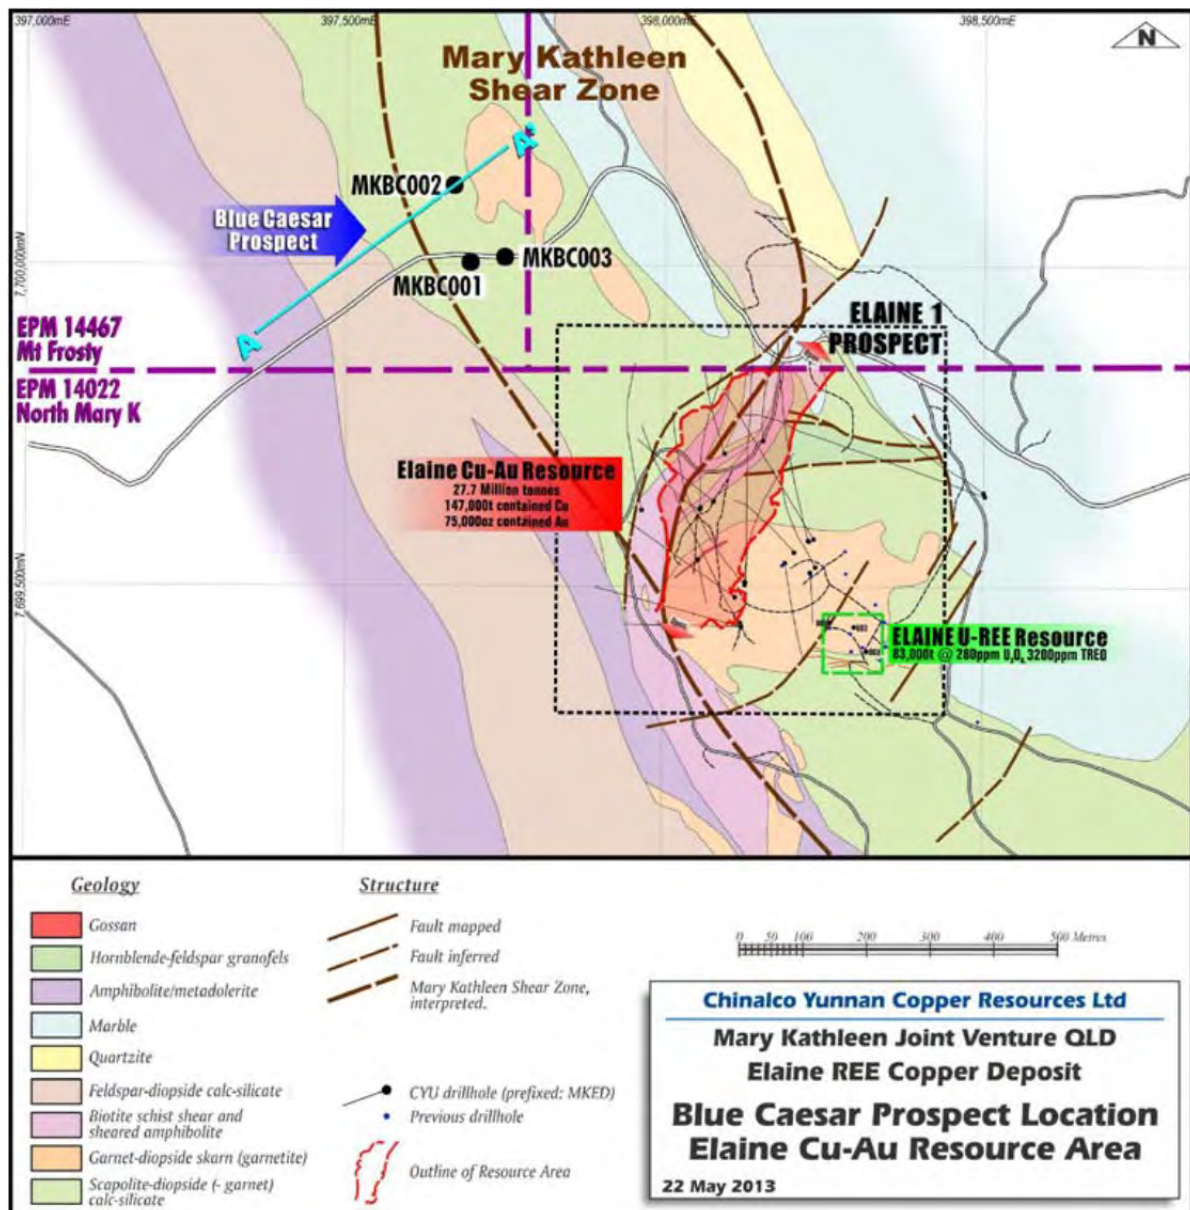 397,000mE
397,500mE
398,000mE
398,500mE
N
Mary Kathleen
Shear Zone
A'
MKBC002
Blue Caesar
Prospect
MKBC003
MKBC001
7,700,000mN
A
EPM 14467
Mt Frosty
EPM 14022
North Mary K
ELAINE 1
PROSPECT
Open
Elaine Cu-Au Resource
27.7 Million tonnes
147,000t contained Cu
75,000oz contained Au
7,699,500mN
Open
ELAINE U-REE Resource
83,000t @ 280ppm U₃O₈ 3200ppm TREO
Geology
Gossan
Hornblende-feldspar granofels
Amphibolite/metadolerite
Marble
Quartzite
Feldspar-diopside calc-silicate
Biotite schist shear and
sheared amphibolite
Garnet-diopside skarn (garnetite)
Scapolite-diopside (- garnet)
calc-silicate
Structure
Fault mapped
Fault inferred
Mary Kathleen Shear Zone,
interpreted.
CYU drillhole (prefixed: MKED)
Previous drillhole
Outline of Resource Area
0 50 100 200 300 400 500 Metres
Chinalco Yunnan Copper Resources Ltd
Mary Kathleen Joint Venture QLD
Elaine REE Copper Deposit
Blue Caesar Prospect Location
Elaine Cu-Au Resource Area
22 May 2013